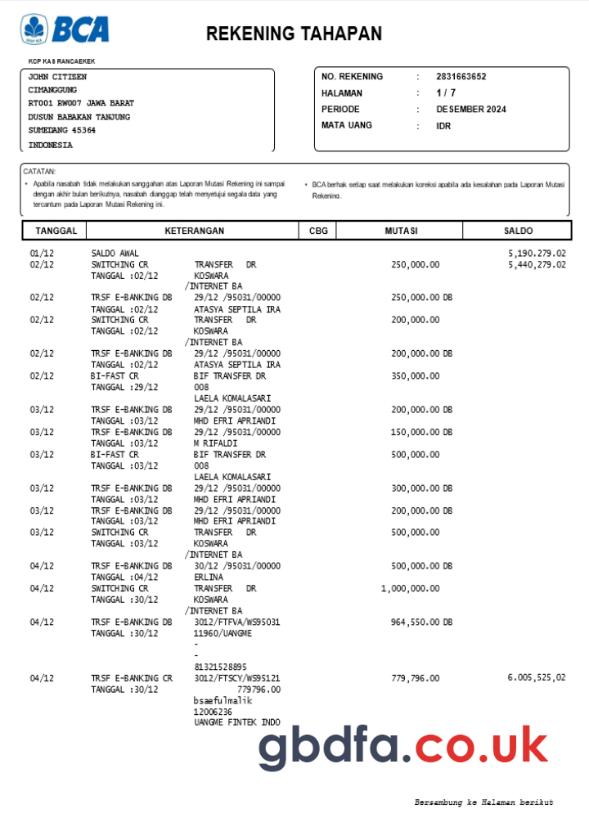 BCA
REKENING TAHAPAN
KCP KAS RANCAEKEK
JOHN CITIZEN
CIMANGGUNG
RT001 RW007 JAWA BARAT
DUSUN BABAKAN TANJUNG
SUMEDANG 45364
INDONESIA
NO. REKENING : 2831663652
HALAMAN : 1 / 7
PERIODE : DESEMBER 2024
MATA UANG : IDR
CATATAN:
• Apabila nasabah tidak melakukan sanggahan atas Laporan Mutasi Rekening ini sampai
dengan akhir bulan berikutnya, nasabah dianggap telah menyetujui segala data yang
tercantum pada Laporan Mutasi Rekening ini.
• BCA berhak setiap saat melakukan koreksi apabila ada kesalahan pada Laporan Mutasi
Rekening.
TANGGAL KETERANGAN CBG MUTASI SALDO
01/12 SALDO AWAL 5,190.279.02
02/12 SWITCHING CR TRANSFER DR 250,000.00 5,440,279.02
TANGGAL :02/12 KOSWARA
/INTERNET BA
02/12 TRSF E-BANKING DB 29/12 /95031/00000 250,000.00 DB
TANGGAL :02/12 ATASYA SEPTILA IRA
02/12 SWITCHING CR TRANSFER DR 200,000.00
TANGGAL :02/12 KOSWARA
/INTERNET BA
02/12 TRSF E-BANKING DB 29/12 /95031/00000 200,000.00 DB
TANGGAL :02/12 ATASYA SEPTILA IRA
02/12 BI-FAST CR BIF TRANSFER DR 350,000.00
TANGGAL :29/12 008
LAELA KOMALASARI
03/12 TRSF E-BANKING DB 29/12 /95031/00000 200,000.00 DB
TANGGAL :03/12 MHD EFRI APRIANDI
03/12 TRSF E-BANKING DB 29/12 /95031/00000 150,000.00 DB
TANGGAL :03/12 M RIFALDI
03/12 BI-FAST CR BIF TRANSFER DR 500,000.00
TANGGAL :03/12 008
LAELA KOMALASARI
03/12 TRSF E-BANKING DB 29/12 /95031/00000 300,000.00 DB
TANGGAL :03/12 MHD EFRI APRIANDI
03/12 TRSF E-BANKING DB 29/12 /95031/00000 200,000.00 DB
TANGGAL :03/12 MHD EFRI APRIANDI
03/12 SWITCHING CR TRANSFER DR 500,000.00
TANGGAL :03/12 KOSWARA
/INTERNET BA
04/12 TRSF E-BANKING DB 30/12 /95031/00000 500,000.00 DB
TANGGAL :04/12 ERLINA
04/12 SWITCHING CR TRANSFER DR 1,000,000.00
TANGGAL :30/12 KOSWARA
/INTERNET BA
04/12 TRSF E-BANKING DB 3012/FTFVA/WS95031 964,550.00 DB
TANGGAL :30/12 11960/UANGME
-
-
81321528895
04/12 TRSF E-BANKING CR 3012/FTSCY/WS95121 779,796.00 6.005,525,02
TANGGAL :30/12 779796.00
bsaefulmalik
12006236
UANGME FINTEK INDO
gbdfa.co.uk
Bersambung ke Halaman berikut